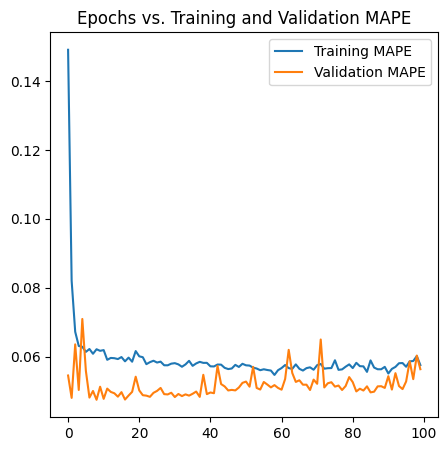 Epochs vs. Training and Validation MAPE
Training MAPE
Validation MAPE
0.14
0.12
0.10
0.08
0.06
0 20 40 60 80 100